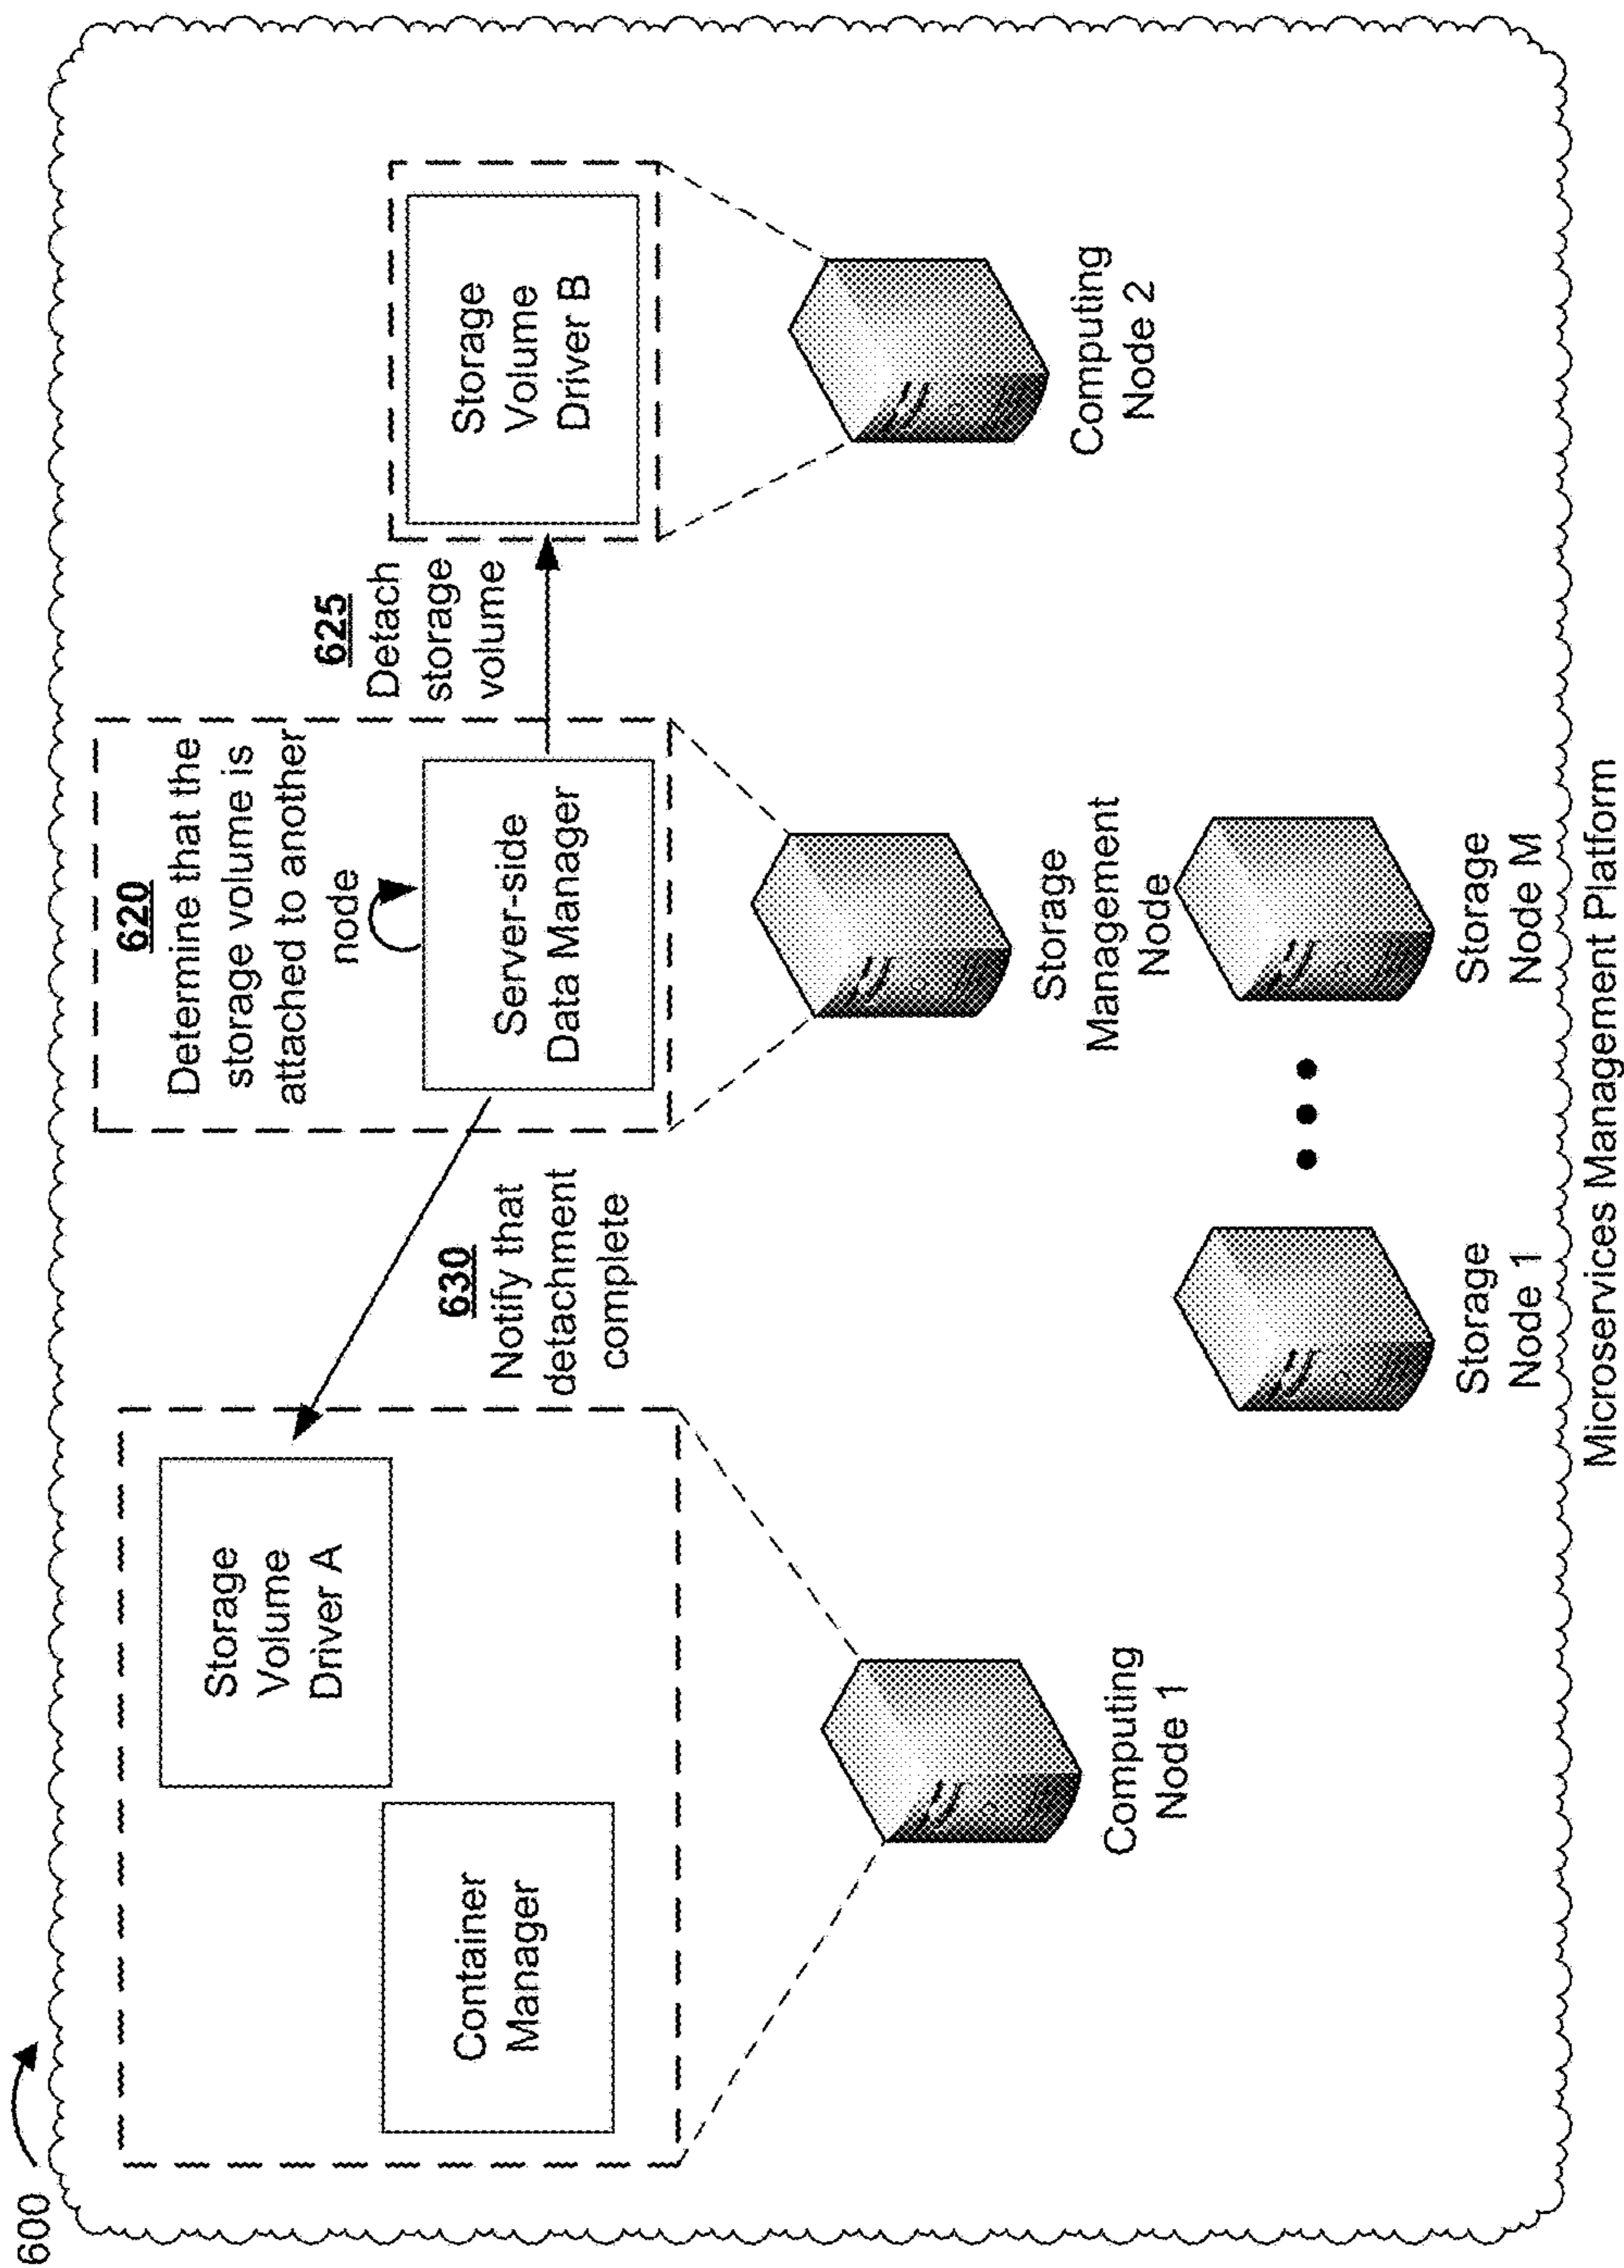 600
620
Determine that the
storage volume is
attached to another
node
Storage
Volume
Driver A
Container
Manager
630
Notify that
detachment
complete
Server-side
Data Manager
625
Detach
storage
volume
Storage
Volume
Driver B
Computing
Node 1
Storage
Management
Node
Computing
Node 2
Storage
Node 1
Storage
Node M
Microservices Management Platform